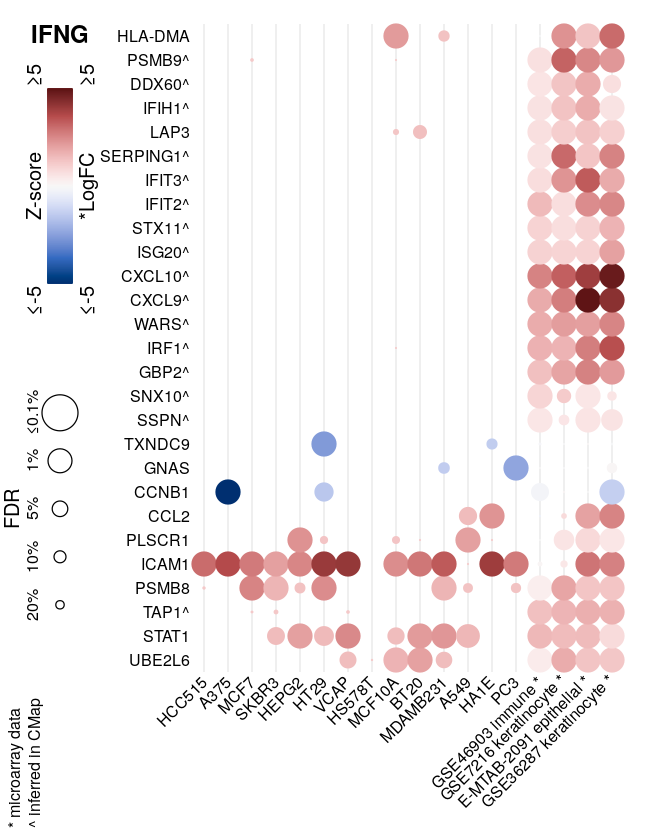 IFNG
≥5
≥5
Z-score
*LogFC
≤-5
≤-5
FDR
≤0.1%
1%
5%
10%
20%
HLA-DMA
PSMB9^
DDX60^
IFIH1^
LAP3
SERPING1^
IFIT3^
IFIT2^
STX11^
ISG20^
CXCL10^
CXCL9^
WARS^
IRF1^
GBP2^
SNX10^
SSPN^
TXNDC9
GNAS
CCNB1
CCL2
PLSCR1
ICAM1
PSMB8
TAP1^
STAT1
UBE2L6
HCC515
A375
MCF7
SKBR3
HEPG2
HT29
VCAP
HS578T
MCF10A
BT20
MDAMB231
A549
HA1E
PC3
GSE46903 immune*
GSE7216 keratinocyte*
E-MTAB-2091 epithelial*
GSE36287 keratinocyte*
* microarray data
^ Inferred in CMap